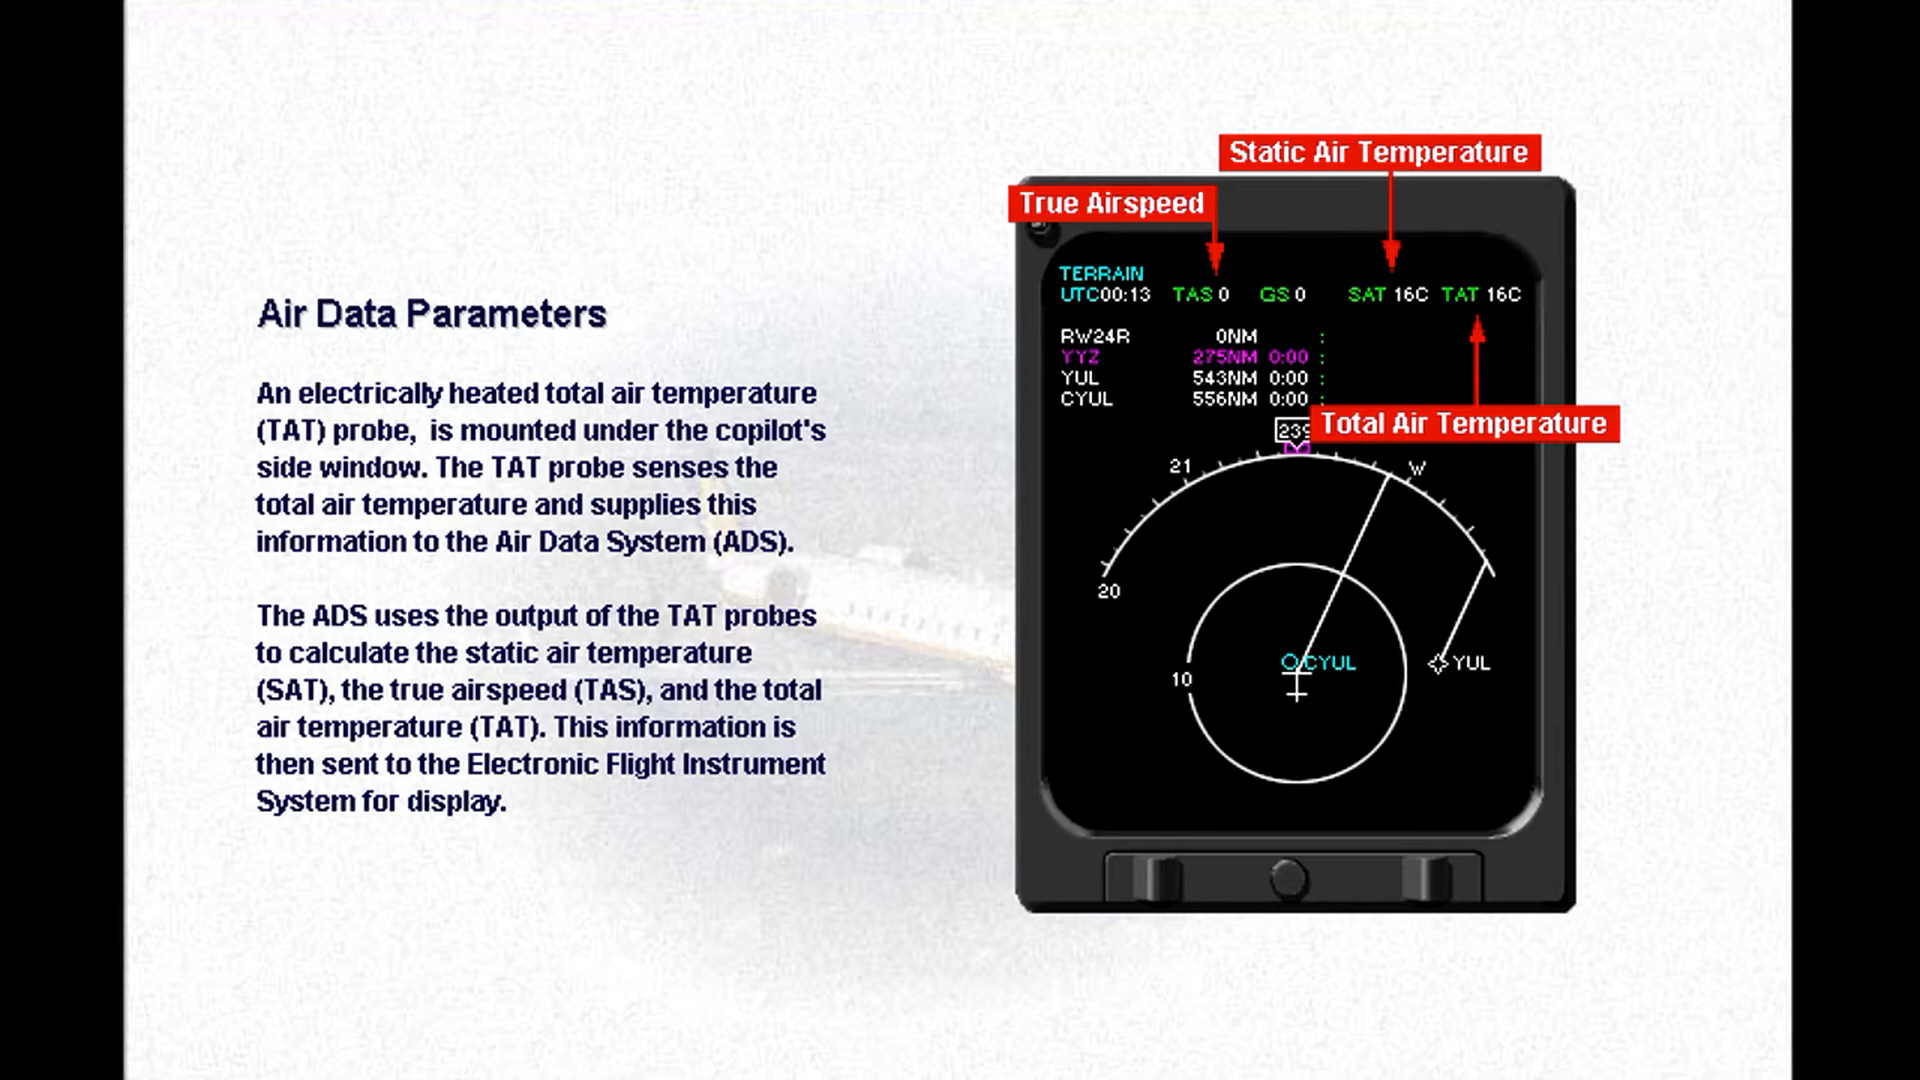 Static Air Temperature
True Airspeed
TERRAIN
UTC00:13 TAS 0 GS 0 SAT 16C TAT 16C
RW24R 0NM :
YYZ 275NM 0:00 :
YUL 543NM 0:00 :
CYUL 556NM 0:00 :
Total Air Temperature
21
W
20
CYUL
YUL
10
Air Data Parameters
An electrically heated total air temperature
(TAT) probe, is mounted under the copilot's
side window. The TAT probe senses the
total air temperature and supplies this
information to the Air Data System (ADS).
The ADS uses the output of the TAT probes
to calculate the static air temperature
(SAT), the true airspeed (TAS), and the total
air temperature (TAT). This information is
then sent to the Electronic Flight Instrument
System for display.